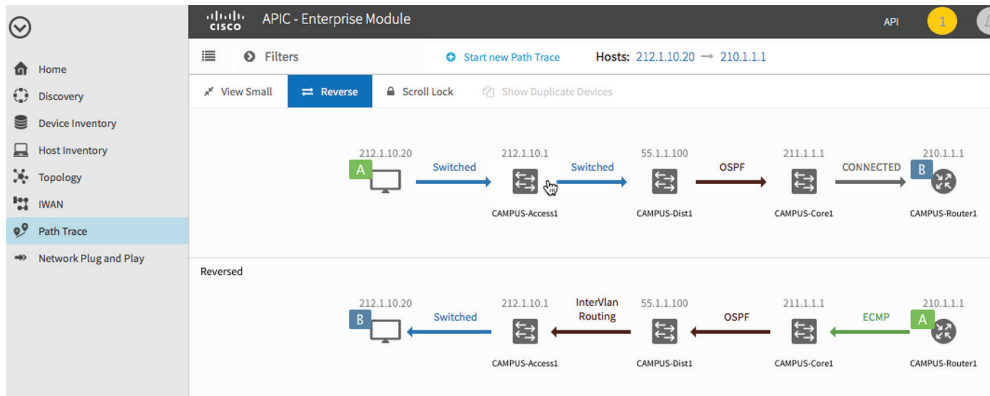 CISCO APIC - Enterprise Module API 1
Filters Start new Path Trace Hosts: 212.1.10.20 → 210.1.1.1
View Small Reverse Scroll Lock Show Duplicate Devices
Home
Discovery
Device Inventory
Host Inventory
Topology
IWAN
Path Trace
Network Plug and Play
212.1.10.20 212.1.10.1 55.1.1.100 211.1.1.1 210.1.1.1
A Switched Switched OSPF CONNECTED B
CAMPUS-Access1 CAMPUS-Dist1 CAMPUS-Core1 CAMPUS-Router1
Reversed
212.1.10.20 212.1.10.1 InterVlan 55.1.1.100 211.1.1.1 210.1.1.1
B Switched Routing OSPF ECMP A
CAMPUS-Access1 CAMPUS-Dist1 CAMPUS-Core1 CAMPUS-Router1